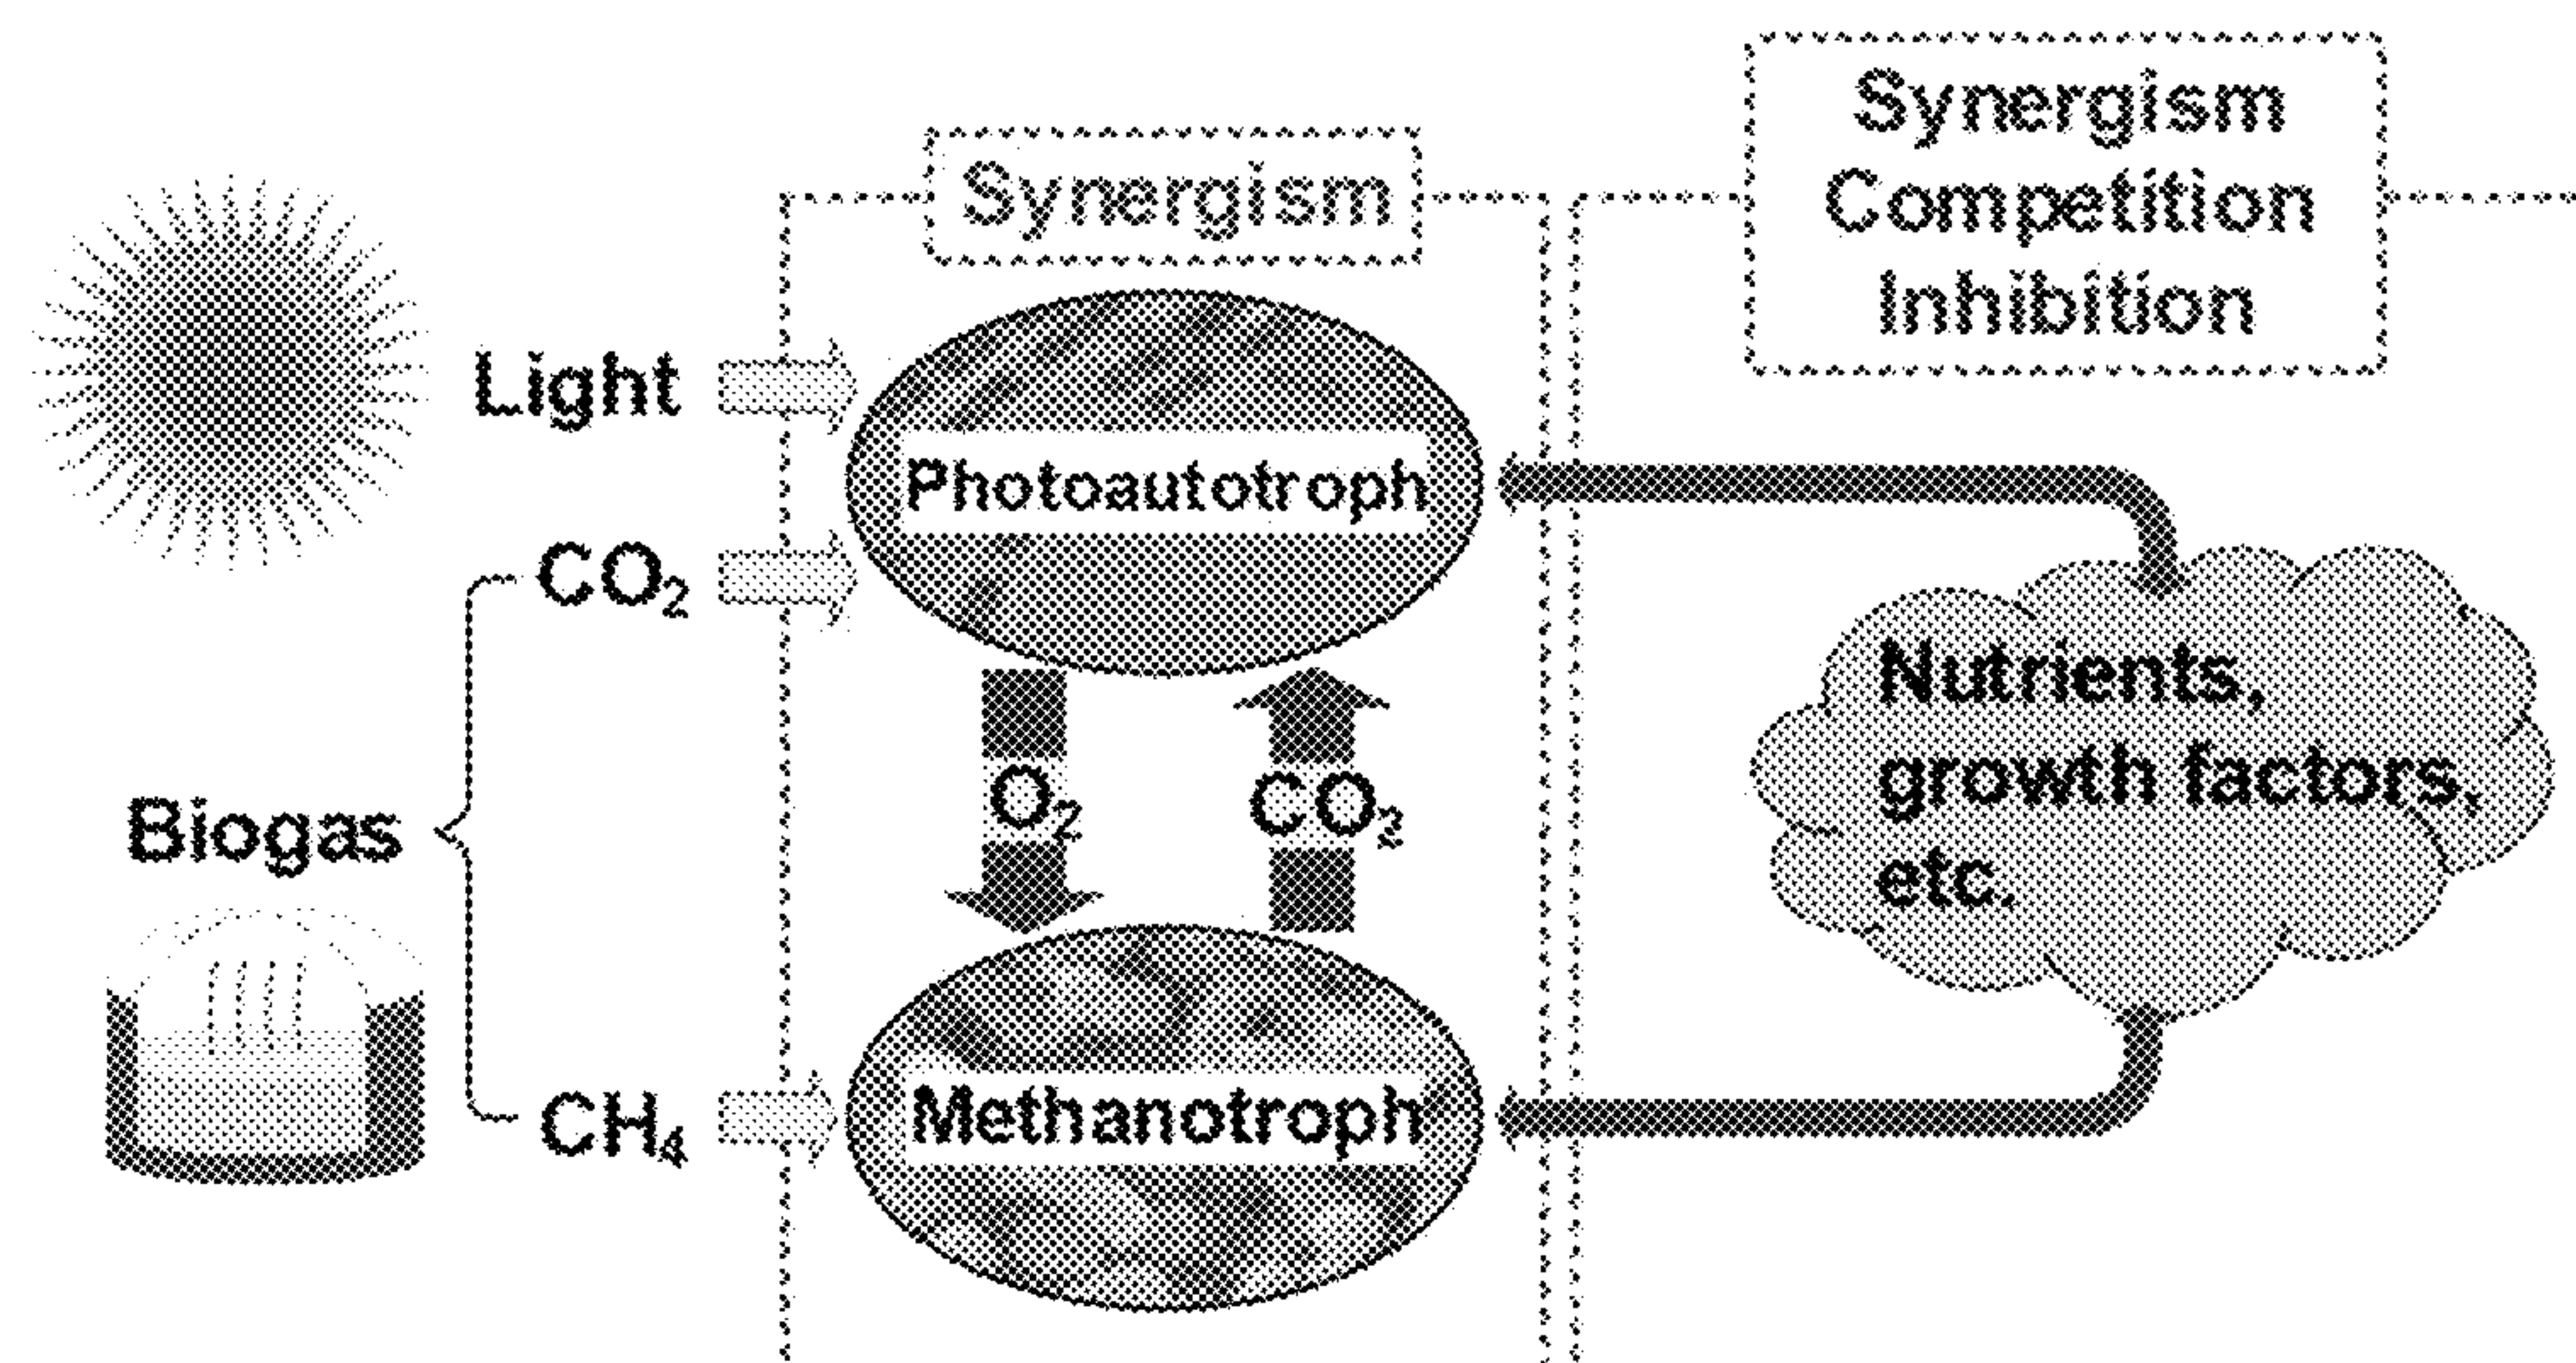 Synergism
Synergism
Competition
Inhibition
Light
Photoautotroph
CO₂
Biogas
O₂
CO₂
Nutrients,
growth factors,
etc.
CH₄
Methanotroph